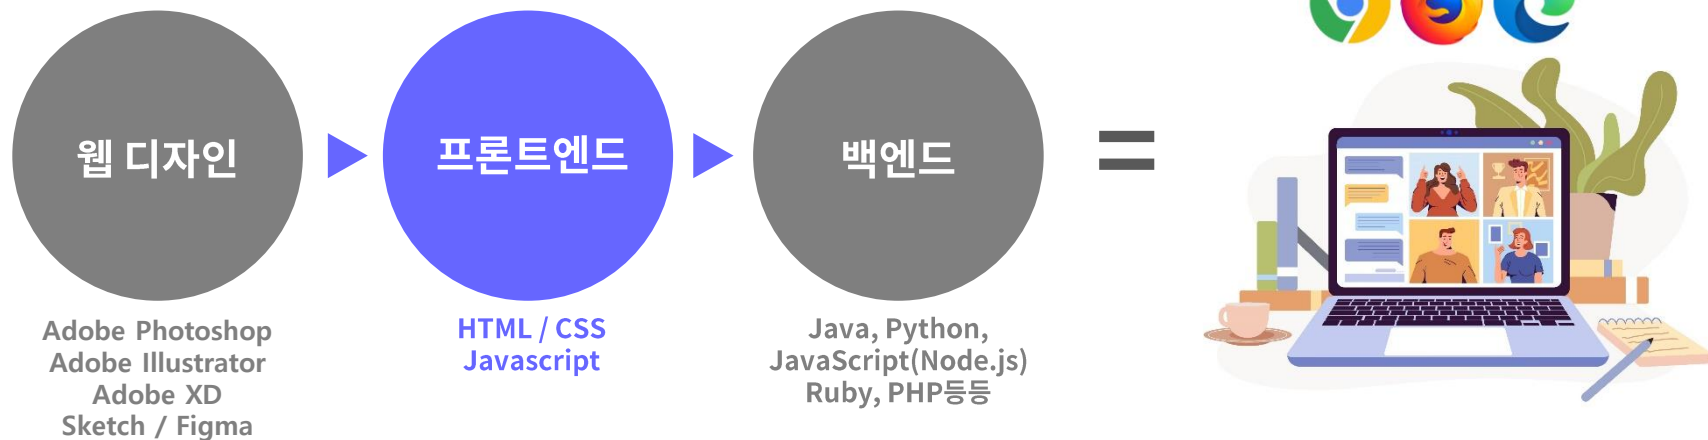 웹 디자인
Adobe Photoshop
Adobe Illustrator
Adobe XD
Sketch / Figma
프론트엔드
HTML / CSS
Javascript
백엔드
Java, Python,
JavaScript(Node.js)
Ruby, PHP등등
=